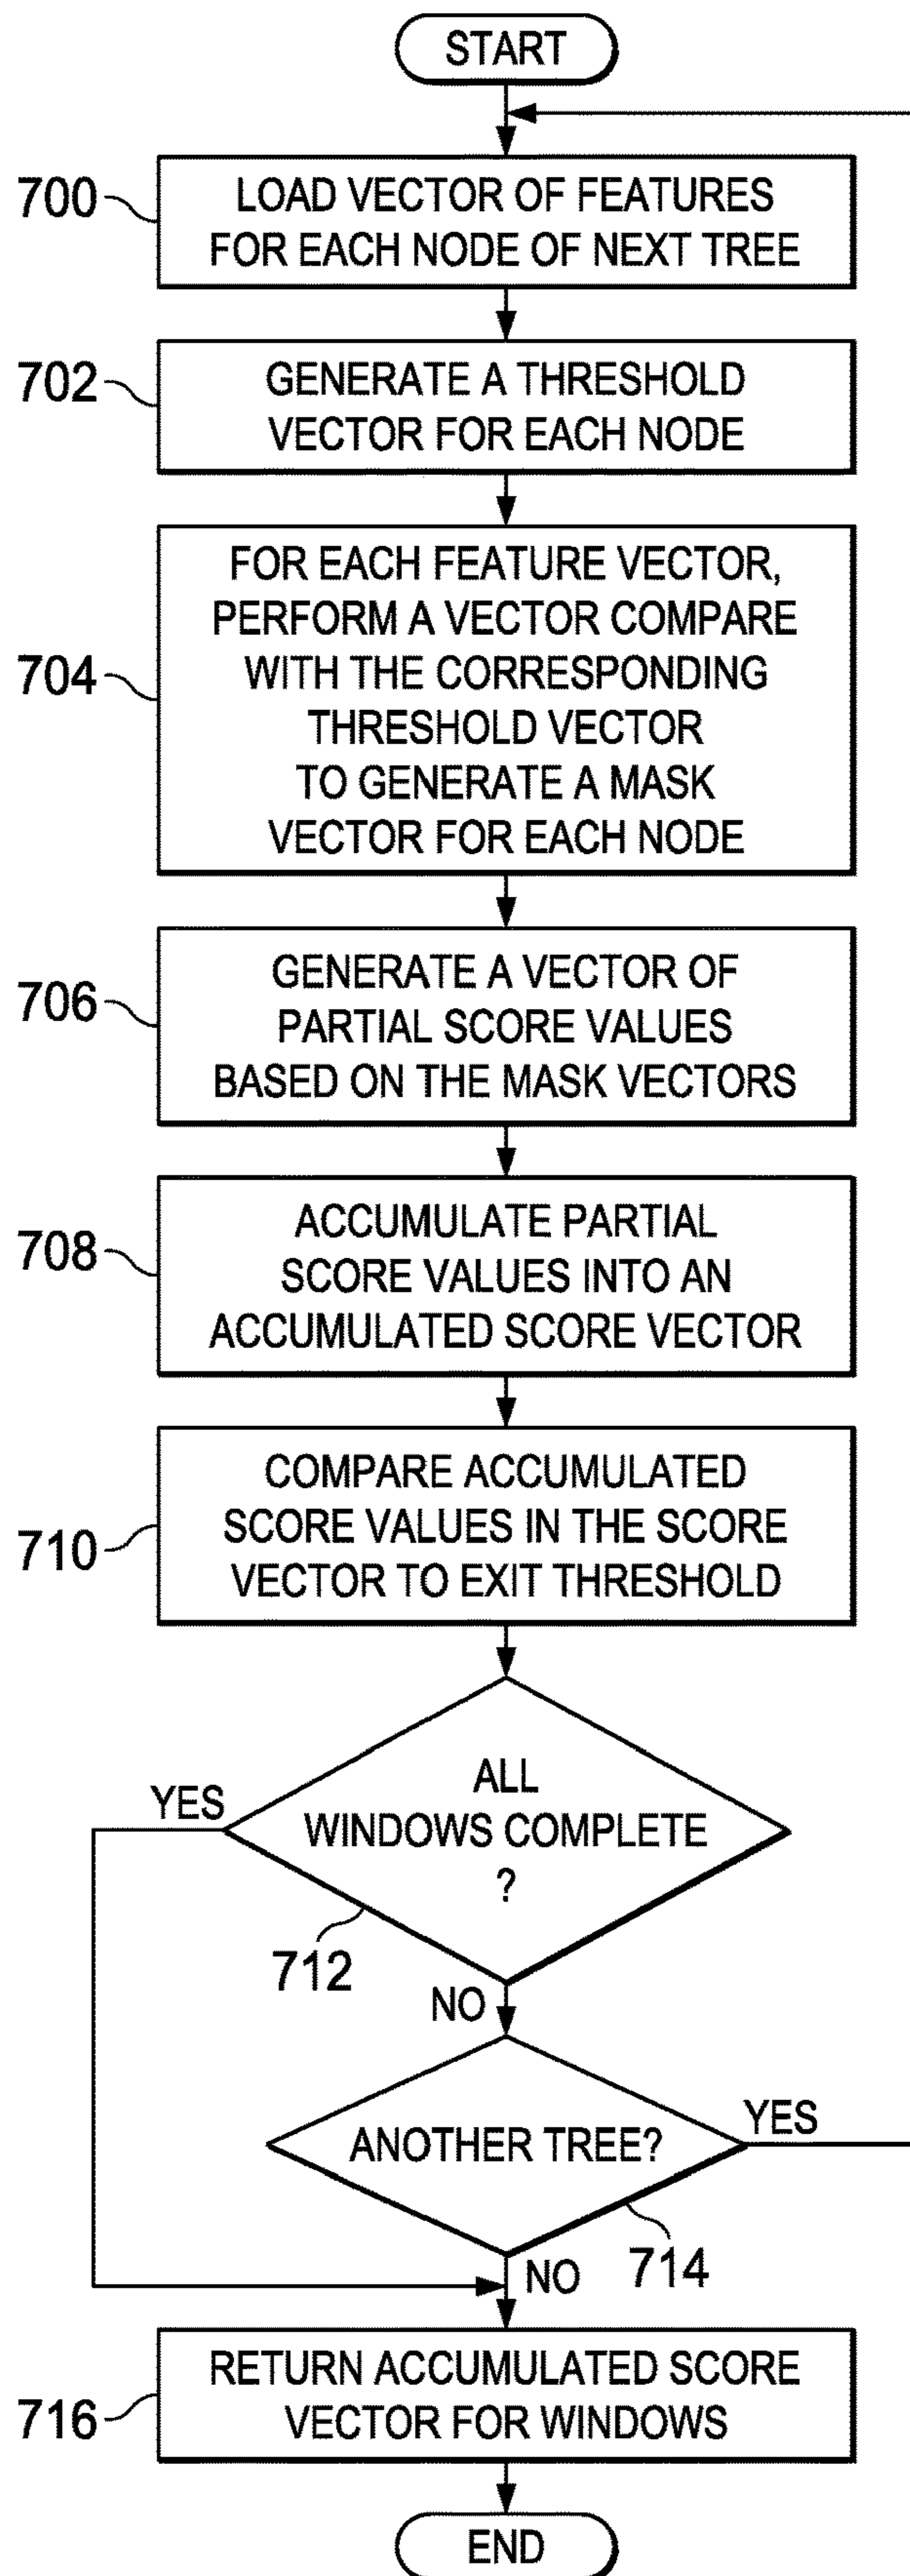 START
700
LOAD VECTOR OF FEATURES
FOR EACH NODE OF NEXT TREE
702
GENERATE A THRESHOLD
VECTOR FOR EACH NODE
704
FOR EACH FEATURE VECTOR,
PERFORM A VECTOR COMPARE
WITH THE CORRESPONDING
THRESHOLD VECTOR
TO GENERATE A MASK
VECTOR FOR EACH NODE
706
GENERATE A VECTOR OF
PARTIAL SCORE VALUES
BASED ON THE MASK VECTORS
708
ACCUMULATE PARTIAL
SCORE VALUES INTO AN
ACCUMULATED SCORE VECTOR
710
COMPARE ACCUMULATED
SCORE VALUES IN THE SCORE
VECTOR TO EXIT THRESHOLD
YES
ALL
WINDOWS COMPLETE
?
712
NO
ANOTHER TREE?
YES
714
NO
716
RETURN ACCUMULATED SCORE
VECTOR FOR WINDOWS
END